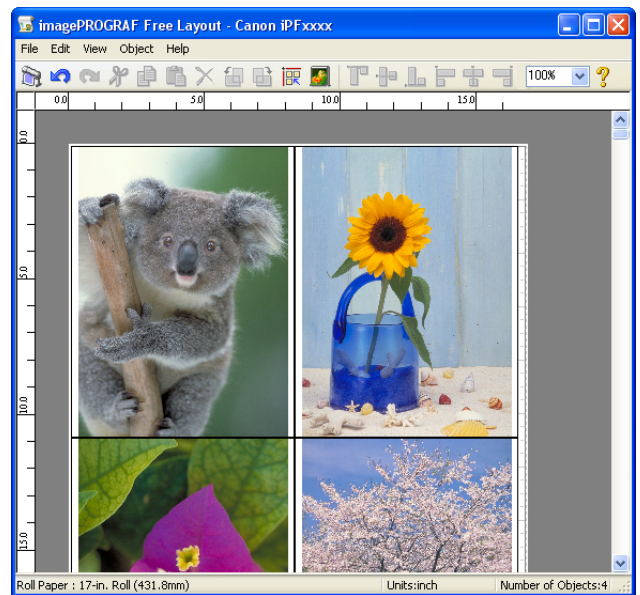 imagePROGRAF Free Layout - Canon iPFxxxx
File Edit View Object Help
100%
0.0 5.0 10.0 15.0
0.0
5.0
10.0
15.0
Roll Paper : 17-in. Roll (431.8mm) Units:inch Number of Objects:4